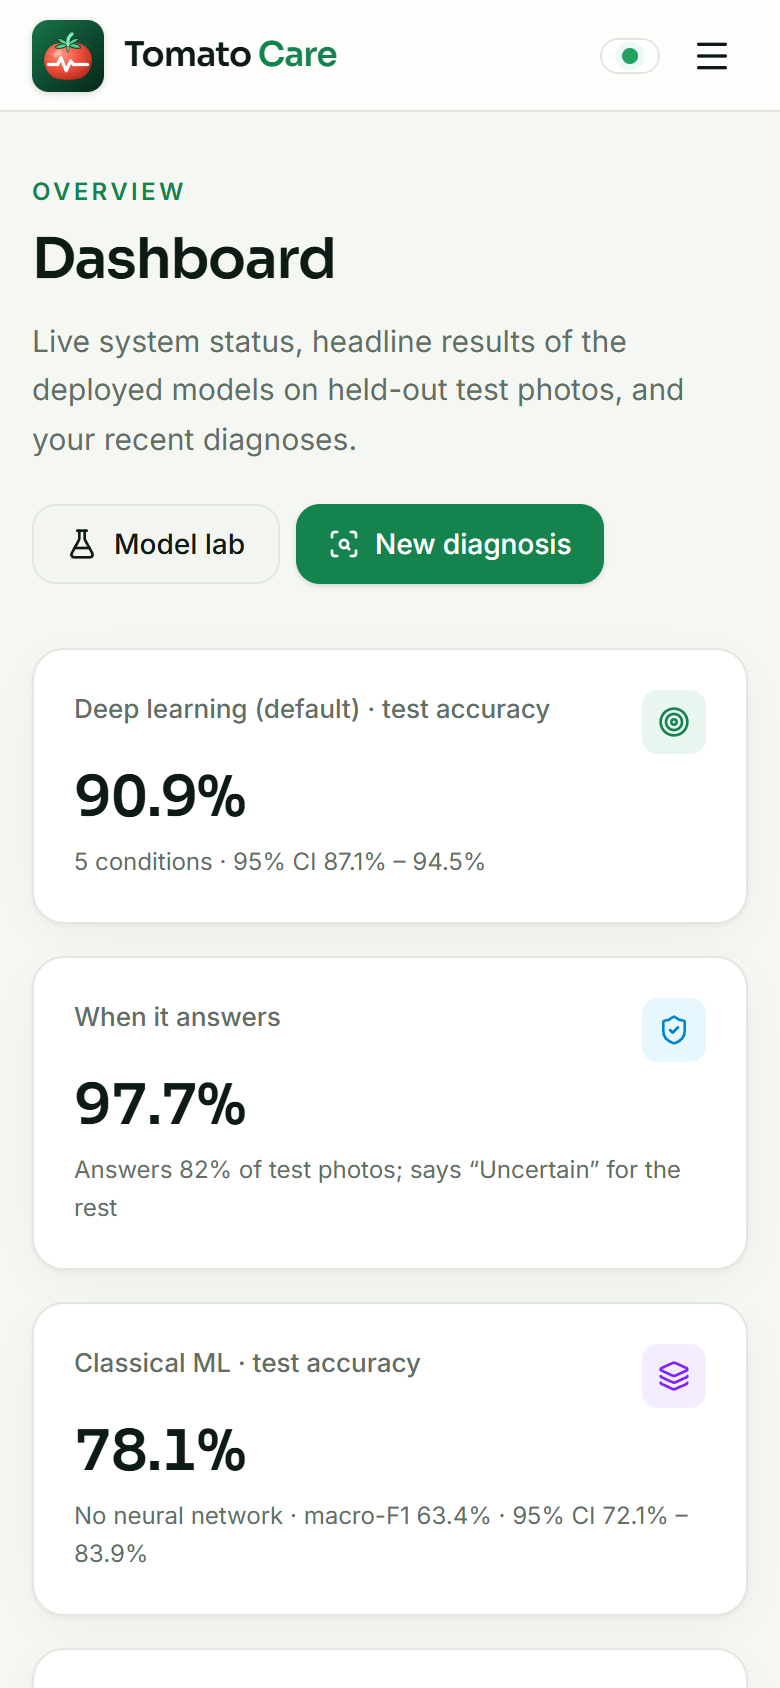 Tomato Care
OVERVIEW
Dashboard
Live system status, headline results of the
deployed models on held-out test photos, and
your recent diagnoses.
Model lab
New diagnosis
Deep learning (default) · test accuracy
90.9%
5 conditions · 95% CI 87.1% – 94.5%
When it answers
97.7%
Answers 82% of test photos; says “Uncertain” for the
rest
Classical ML · test accuracy
78.1%
No neural network · macro-F1 63.4% · 95% CI 72.1% –
83.9%